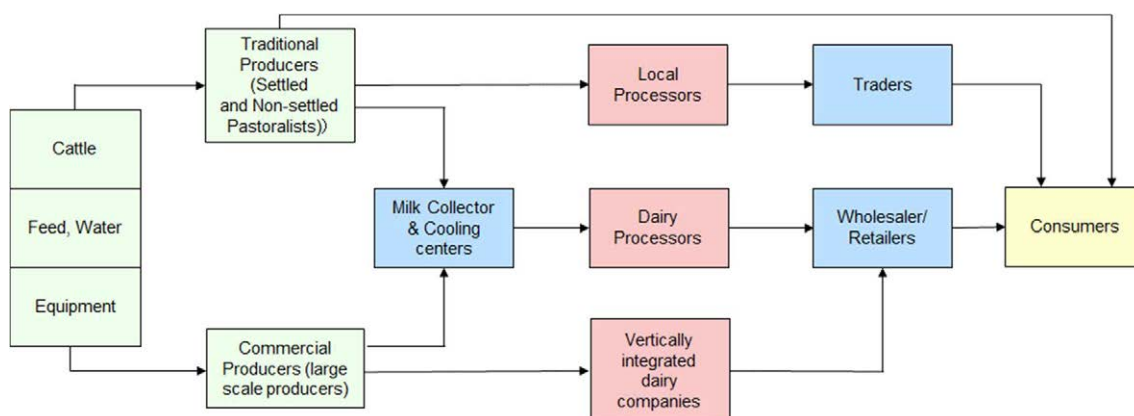 Traditional
Producers
(Settled
and Non-settled
Pastoralists))
Local
Processors
Traders
Cattle
Feed, Water
Equipment
Milk Collector
& Cooling
centers
Dairy
Processors
Wholesaler/
Retailers
Consumers
Commercial
Producers (large
scale producers)
Vertically
integrated
dairy
companies